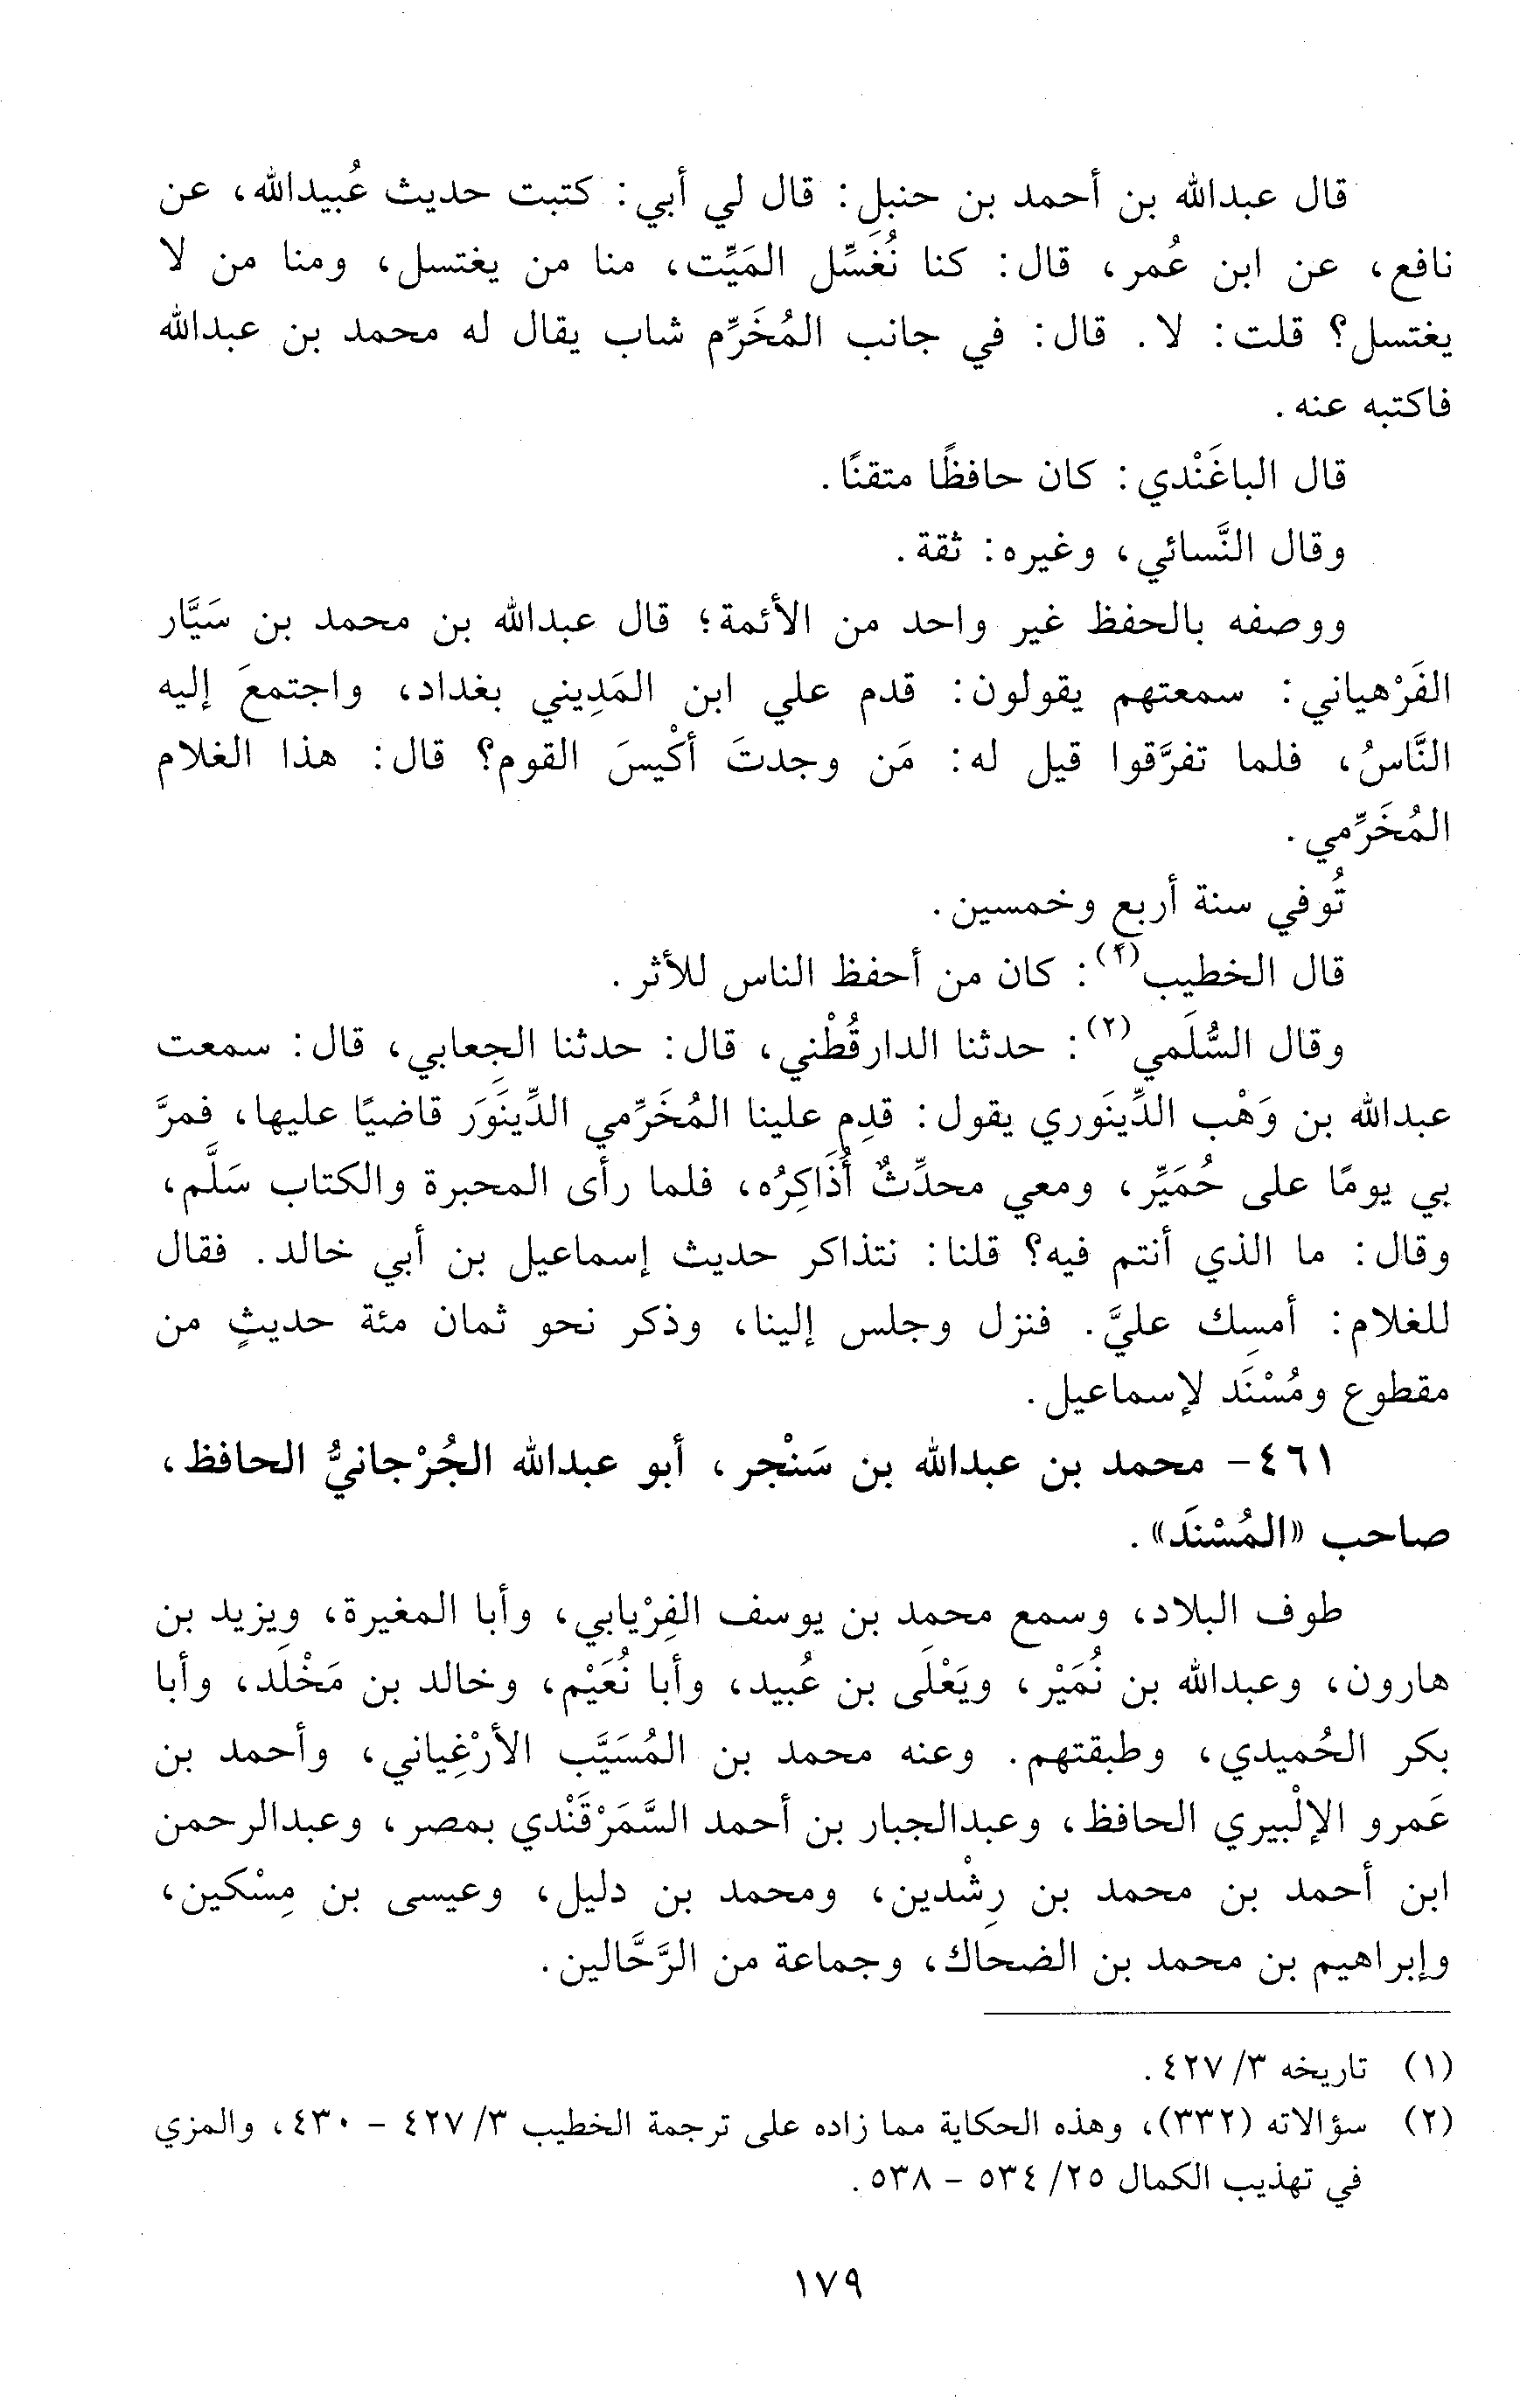 قال عبدالله بن أحمد بن حنبل: قال لي أبي: كتبت حديث عُبيدالله، عن
نافع، عن ابن عُمر، قال: كنا نُغَسِّل المَيِّت، منا من يغتسل، ومنا من لا
يغتسل؟ قلت: لا. قال: في جانب المُخَرِّم شاب يقال له محمد بن عبدالله
فاكتبه عنه.
قال الباغَنْدي: كان حافظًا متقنًا.
وقال النَّسائي، وغيره: ثقة.
ووصفه بالحفظ غير واحد من الأئمة؛ قال عبدالله بن محمد بن سَيَّار
الفَرْهياني: سمعتهم يقولون: قدم علي ابن المَدِيني بغداد، واجتمعَ إليه
النَّاسُ، فلما تفرَّقوا قيل له: مَن وجدتَ أكْيسَ القوم؟ قال: هذا الغلام
المُخَرِّمي.
تُوفي سنة أربع وخمسين.
قال الخطيب(١): كان من أحفظ الناس للأثر.
وقال السُّلَمي(٢): حدثنا الدارقُطْني، قال: حدثنا الجِعابي، قال: سمعت
عبدالله بن وَهْب الدِّينَوري يقول: قدِم علينا المُخَرِّمي الدِّينَوَر قاضيًا عليها، فمرَّ
بي يومًا على حُمَيِّر، ومعي محدِّثٌ أُذَاكِرُه، فلما رأى المحبرة والكتاب سَلَّم،
وقال: ما الذي أنتم فيه؟ قلنا: نتذاكر حديث إسماعيل بن أبي خالد. فقال
للغلام: أمسِك عليَّ. فنزل وجلس إلينا، وذكر نحو ثمان مئة حديثٍ من
مقطوع ومُسْنَد لإسماعيل.
٤٦١- محمد بن عبدالله بن سَنْجر، أبو عبدالله الجُرْجانيُّ الحافظ،
صاحب «المُسْنَد».
طوف البلاد، وسمع محمد بن يوسف الفِرْيابي، وأبا المغيرة، ويزيد بن
هارون، وعبدالله بن نُمَيْر، ويَعْلَى بن عُبيد، وأبا نُعَيْم، وخالد بن مَخْلَد، وأبا
بكر الحُميدي، وطبقتهم. وعنه محمد بن المُسَيَّب الأرْغِياني، وأحمد بن
عَمرو الإلْبيري الحافظ، وعبدالجبار بن أحمد السَّمَرْقَنْدي بمصر، وعبدالرحمن
ابن أحمد بن محمد بن رِشْدين، ومحمد بن دليل، وعيسى بن مِسْكين،
وإبراهيم بن محمد بن الضحاك، وجماعة من الرَّحَّالين.
(١) تاريخه ٣/ ٤٢٧.
(٢) سؤالاته (٣٣٢)، وهذه الحكاية مما زاده على ترجمة الخطيب ٣/ ٤٢٧ - ٤٣٠، والمزي
في تهذيب الكمال ٢٥/ ٥٣٤ - ٥٣٨.
١٧٩